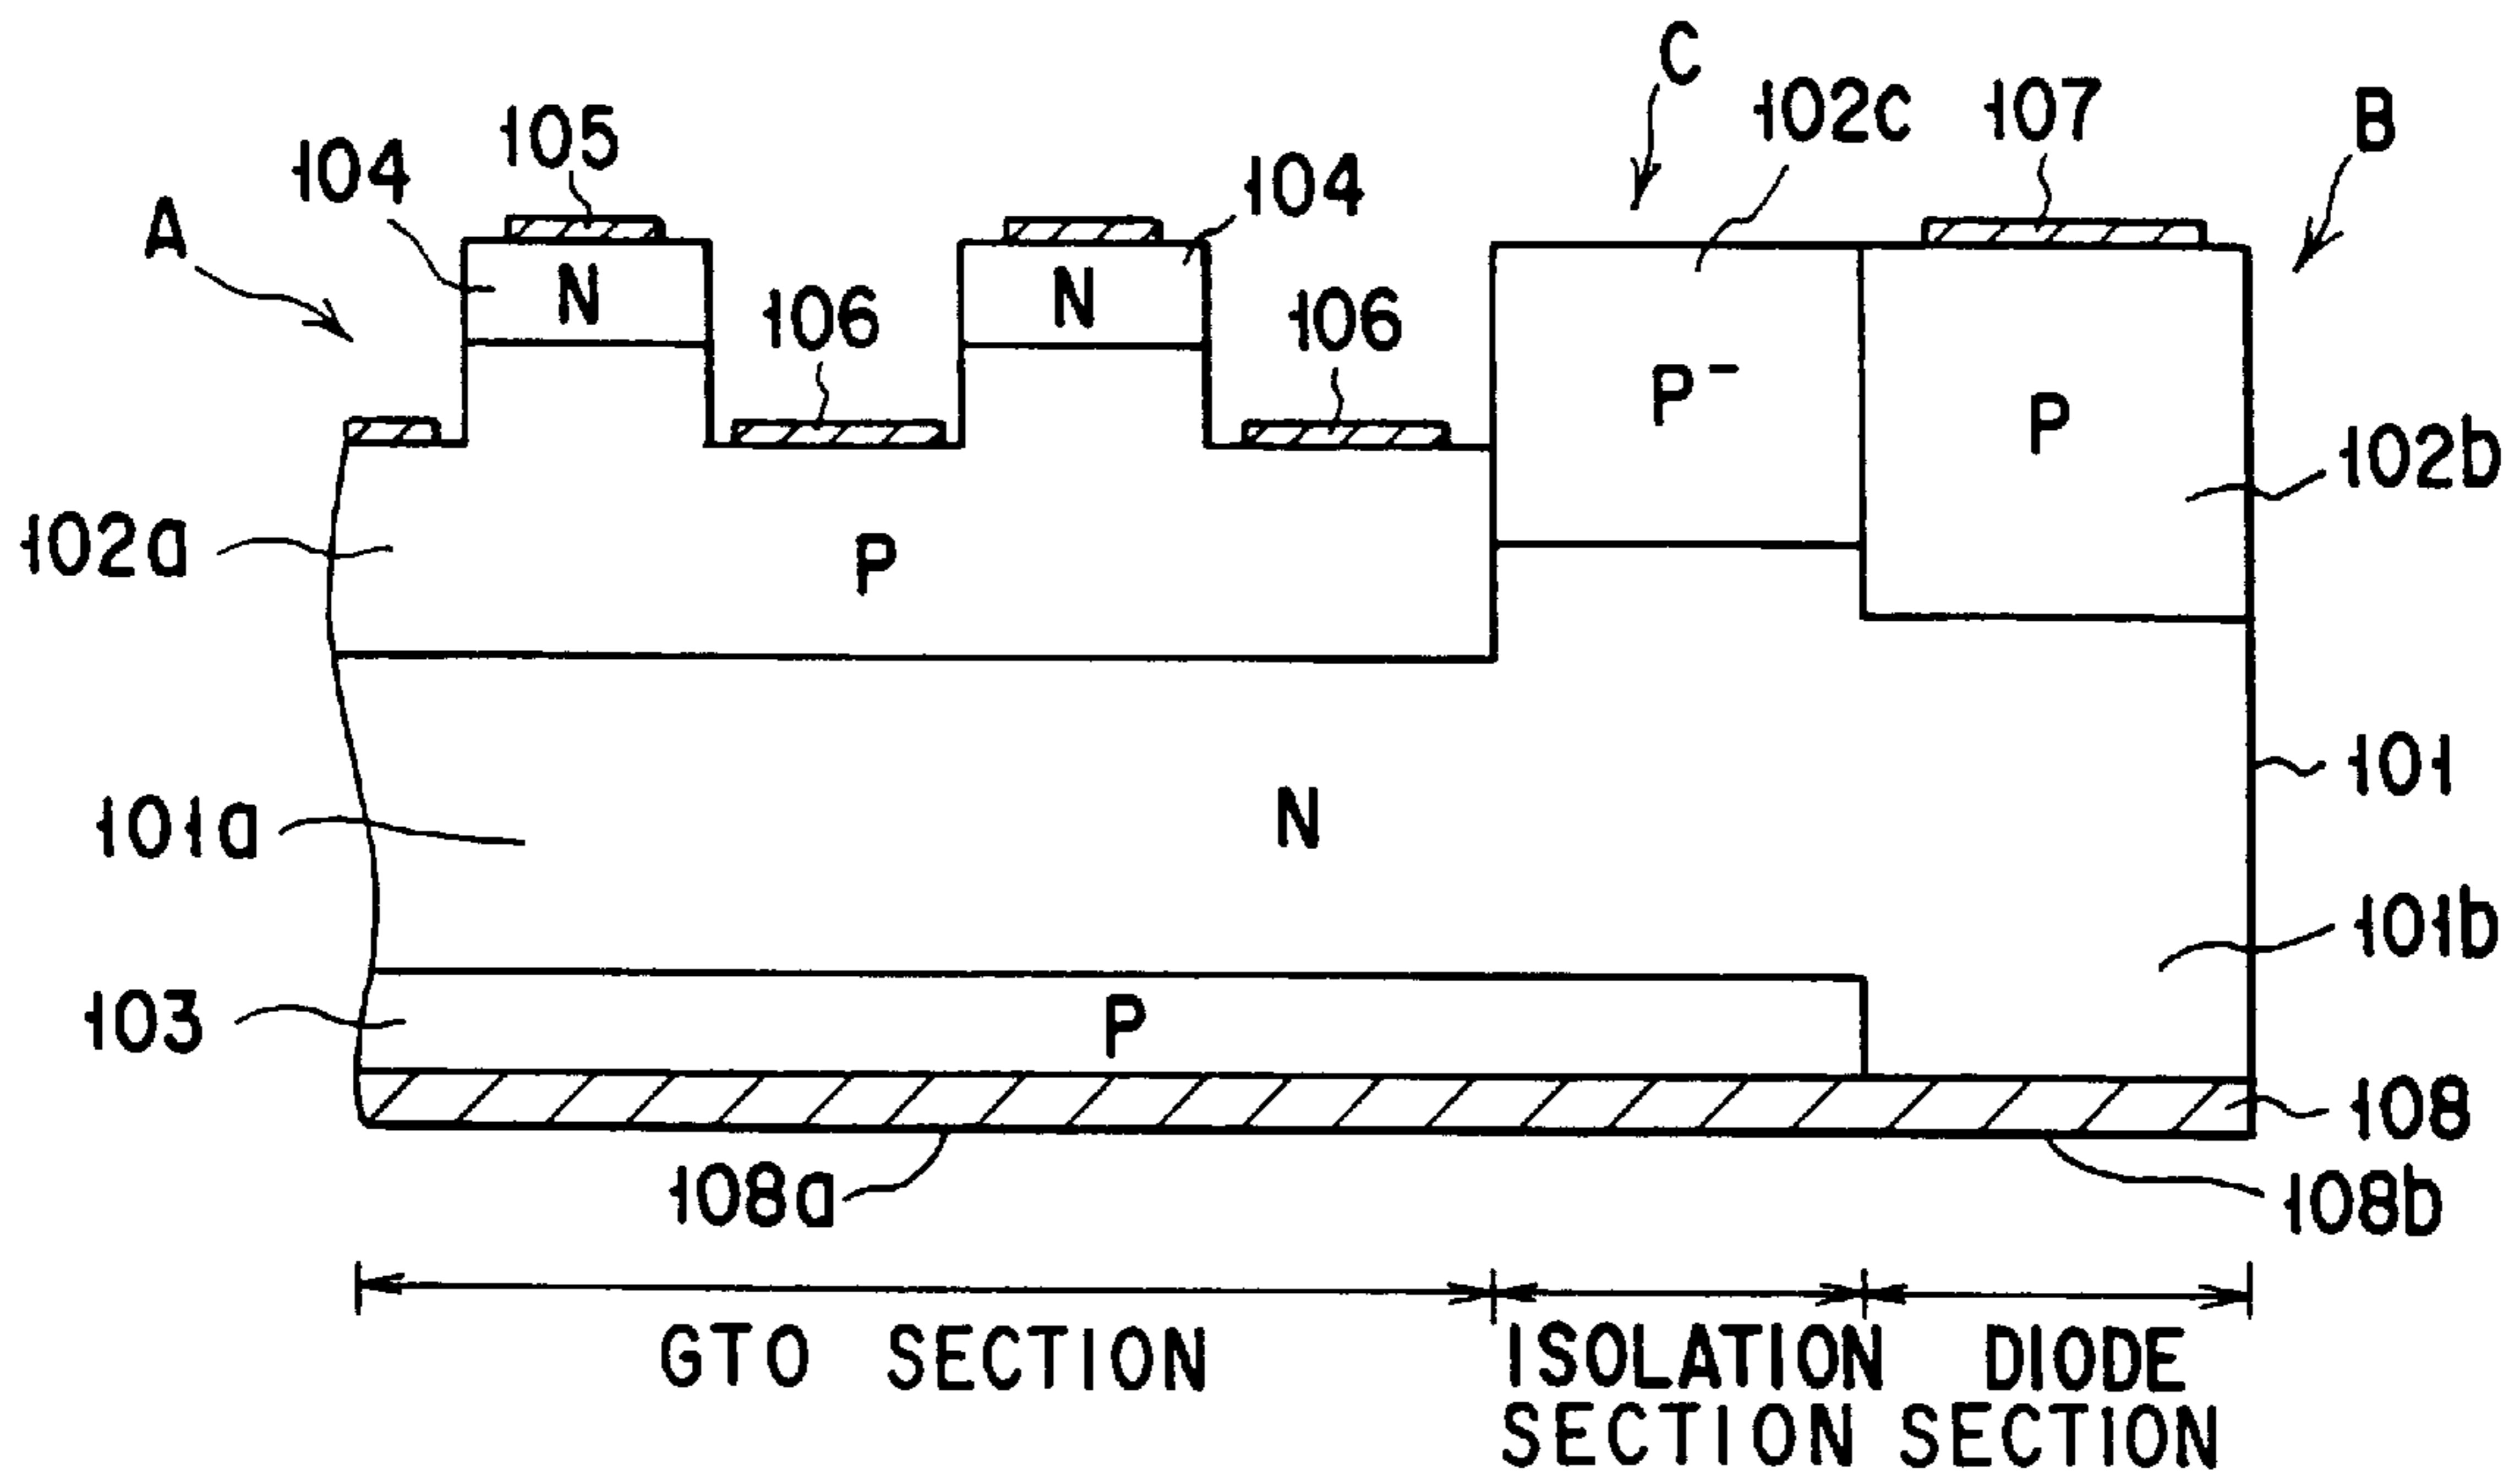 C
102c
107
B
105
104
104
A
N
N
106
106
P⁻
P
102b
102a
P
101
101a
N
101b
103
P
108
108a
108b
GTO SECTION
ISOLATION SECTION
DIODE SECTION